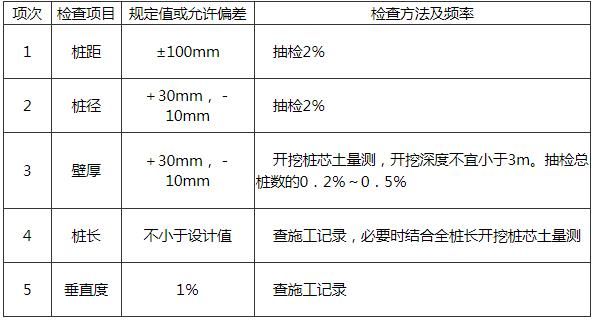 项次 检查项目 规定值或允许偏差 检查方法及频率
1 桩距 ±100mm 抽检2%
2 桩径 ＋30mm，-10mm 抽检2%
3 壁厚 ＋30mm，-10mm 开挖桩芯土量测，开挖深度不宜小于3m。抽检总
桩数的0．2%～0．5%
4 桩长 不小于设计值 查施工记录，必要时结合全桩长开挖桩芯土量测
5 垂直度 1% 查施工记录